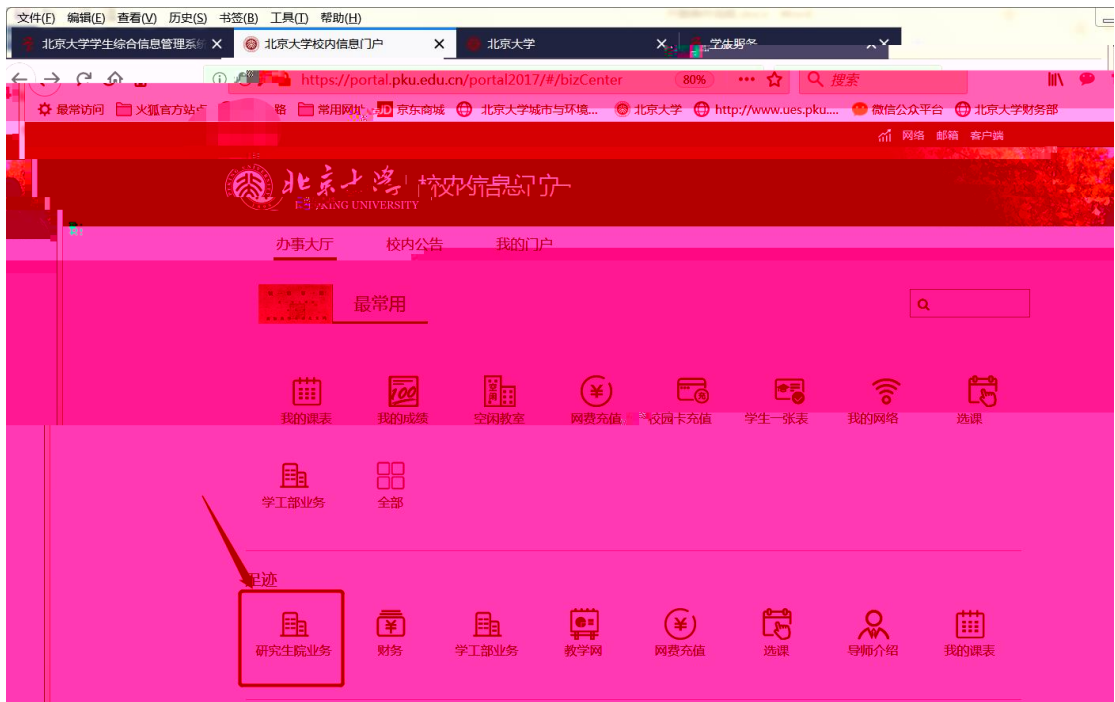 文件(F) 编辑(E) 查看(V) 历史(S) 书签(B) 工具(T) 帮助(H)
北京大学学生综合信息管理系统 × 北京大学校内信息门户 × 北京大学 × ×
https://portal.pku.edu.cn/portal2017/#/bizCenter 80% ••• 搜索
最常访问 火狐官方站点 常用网址 JD 京东商城 北京大学城市与环境... 北京大学 http://www.ues.pku.... 微信公众平台 北京大学财务部
网络 邮箱 客户端
北京大学 校内信息门户
PEKING UNIVERSITY
办事大厅 校内公告 我的门户
最常用
我的课表 我的成绩 空闲教室 网费充值 校园卡充值 学生一张表 我的网络 选课
学工部业务 全部
足迹
研究生院业务 财务 学工部业务 教学网 网费充值 选课 导师介绍 我的课表